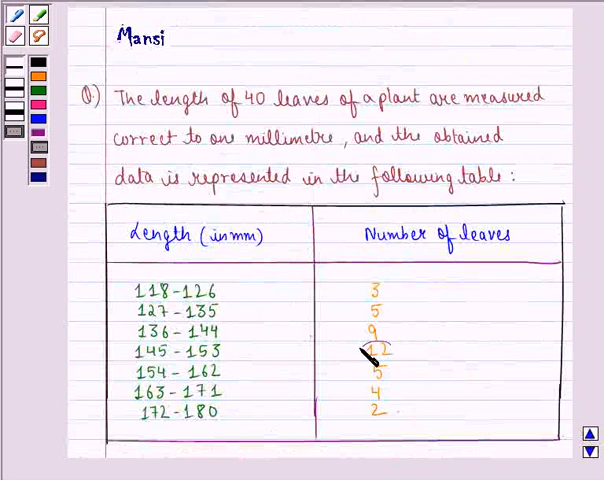 Mansi
Q.) The length of 40 leaves of a plant are measured
correct to one millimetre, and the obtained
data is represented in the following table:
Length (in mm) Number of leaves
118-126 3
127-135 5
136-144 9
145-153 12
154-162 5
163-171 4
172-180 2